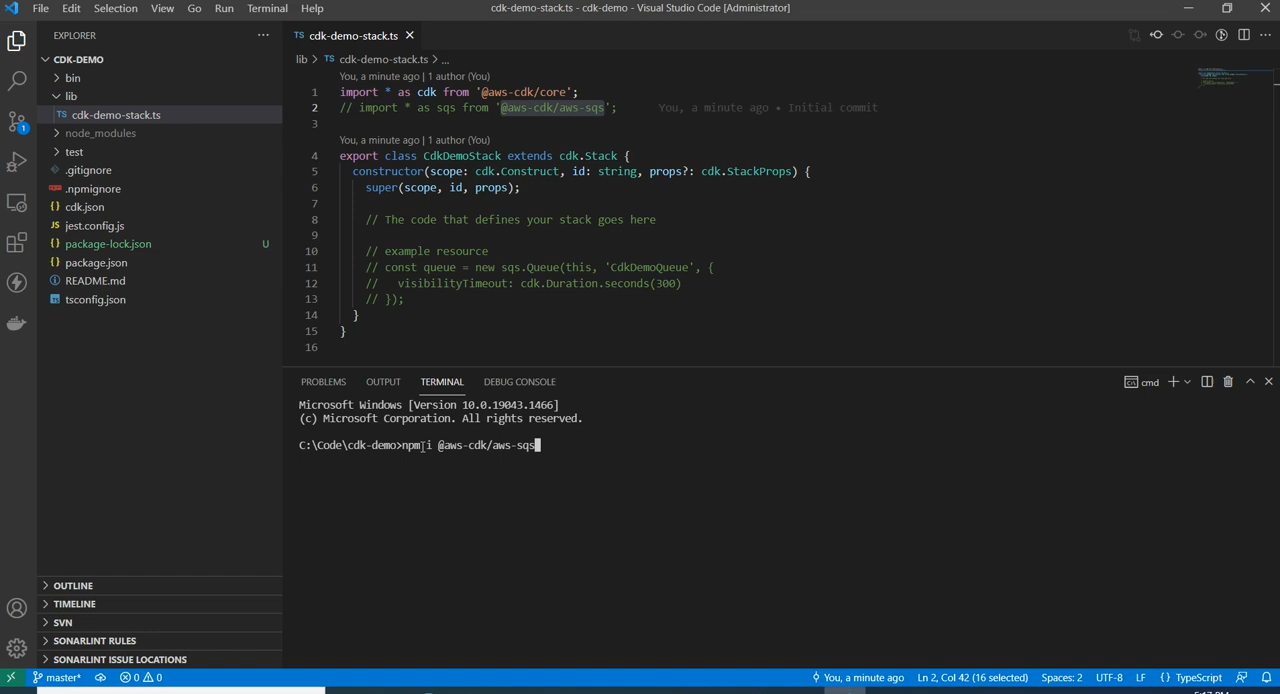 File Edit Selection View Go Run Terminal Help cdk-demo-stack.ts - cdk-demo - Visual Studio Code [Administrator]
EXPLORER
CDK-DEMO
bin
lib
TS cdk-demo-stack.ts
node_modules
test
.gitignore
.npmignore
{} cdk.json
JS jest.config.js
{} package-lock.json U
{} package.json
README.md
tsconfig.json
OUTLINE
TIMELINE
SVN
SONARLINT RULES
SONARLINT ISSUE LOCATIONS
TS cdk-demo-stack.ts
lib > TS cdk-demo-stack.ts > ...
You, a minute ago | 1 author (You)
1 import * as cdk from '@aws-cdk/core';
2 // import * as sqs from '@aws-cdk/aws-sqs'; You, a minute ago • Initial commit
3
You, a minute ago | 1 author (You)
4 export class CdkDemoStack extends cdk.Stack {
5 constructor(scope: cdk.Construct, id: string, props?: cdk.StackProps) {
6 super(scope, id, props);
7
8 // The code that defines your stack goes here
9
10 // example resource
11 // const queue = new sqs.Queue(this, 'CdkDemoQueue', {
12 //   visibilityTimeout: cdk.Duration.seconds(300)
13 // });
14 }
15 }
16
PROBLEMS OUTPUT TERMINAL DEBUG CONSOLE cmd
Microsoft Windows [Version 10.0.19043.1466]
(c) Microsoft Corporation. All rights reserved.
C:\Code\cdk-demo>npm i @aws-cdk/aws-sqs
master* 0 0 You, a minute ago Ln 2, Col 42 (16 selected) Spaces: 2 UTF-8 LF {} TypeScript